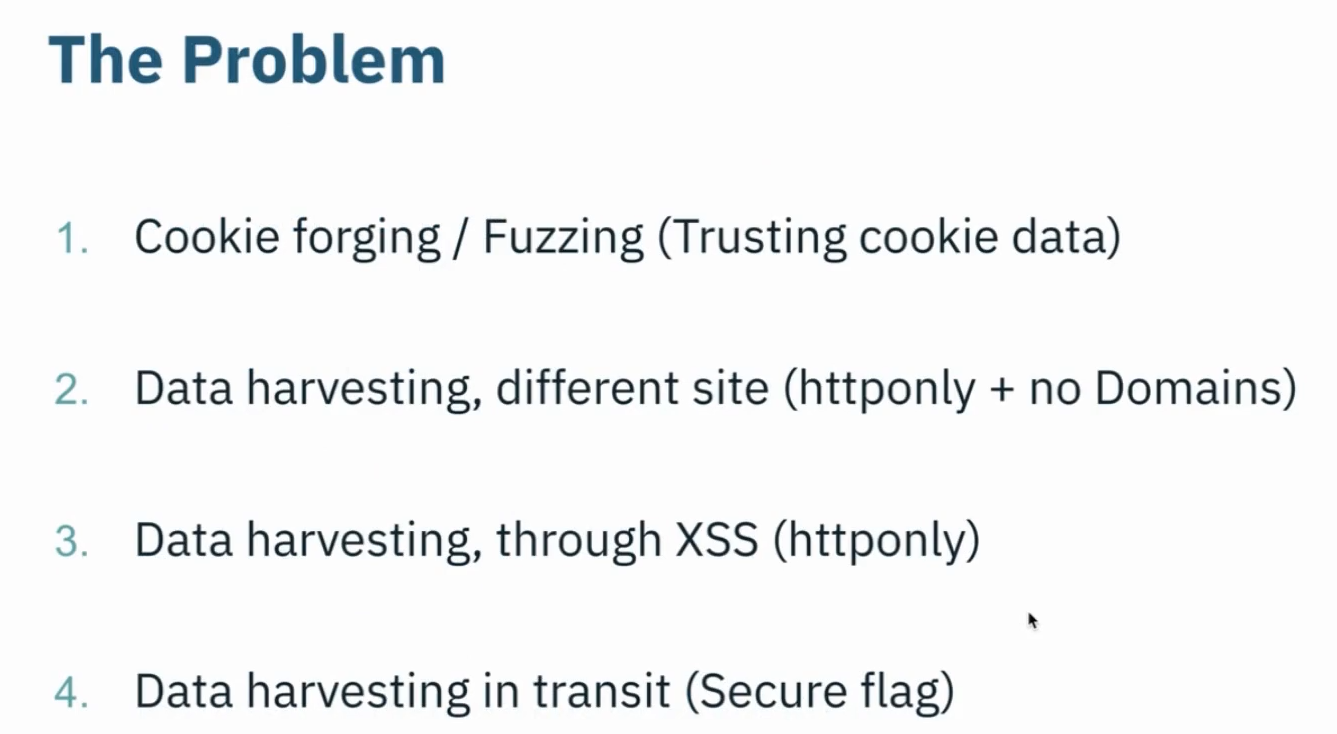 The Problem
1. Cookie forging / Fuzzing (Trusting cookie data)
2. Data harvesting, different site (httponly + no Domains)
3. Data harvesting, through XSS (httponly)
4. Data harvesting in transit (Secure flag)